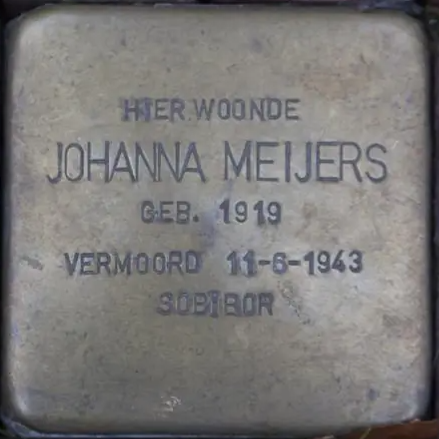 HIER WOONDE
JOHANNA MEIJERS
GEB. 1919
VERMOORD 11-6-1943
SOBIBOR